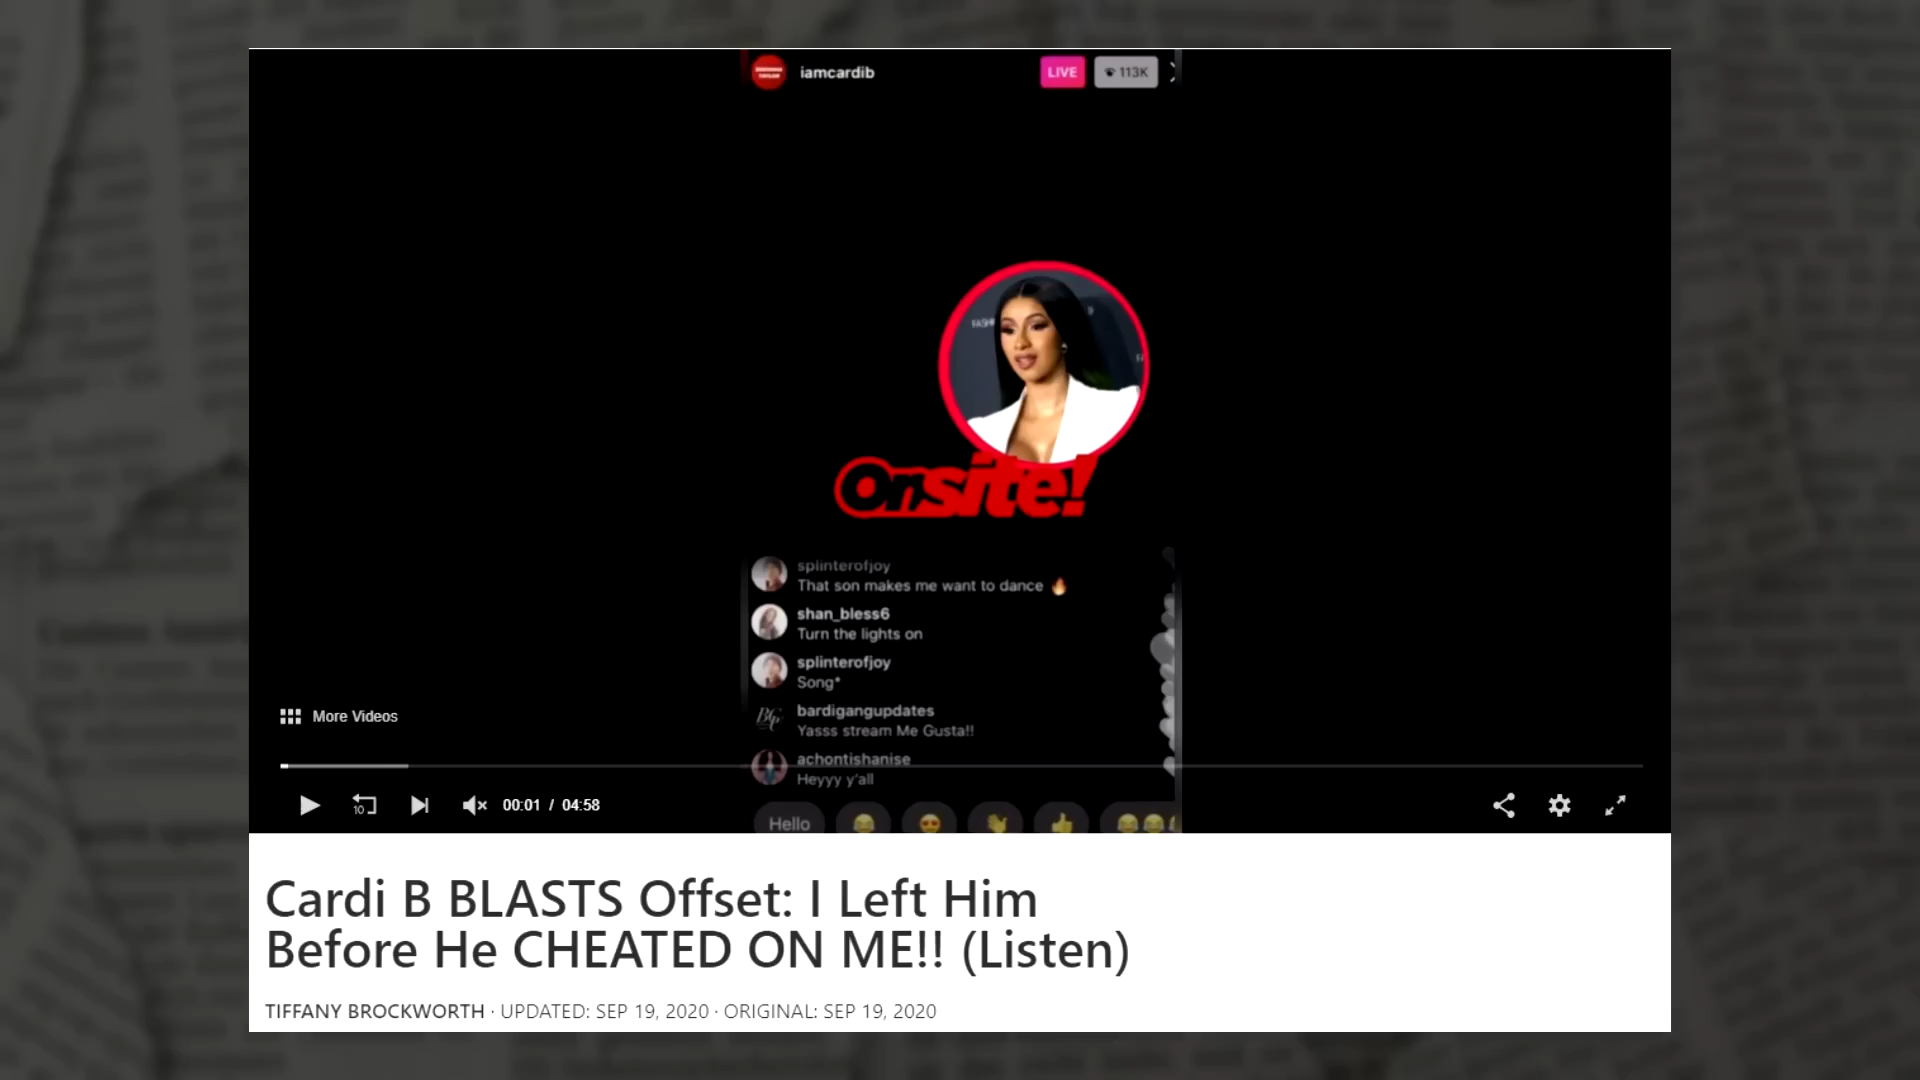 iamcardib
LIVE 113K
FASH
Onsite!
splinterofjoy
That son makes me want to dance 🔥
shan_bless6
Turn the lights on
splinterofjoy
Song*
bardigangupdates
Yasss stream Me Gusta!!
achontishanise
Heyyy y'all
Hello
More Videos
10
00:01 / 04:58
Cardi B BLASTS Offset: I Left Him
Before He CHEATED ON ME!! (Listen)
TIFFANY BROCKWORTH · UPDATED: SEP 19, 2020 · ORIGINAL: SEP 19, 2020